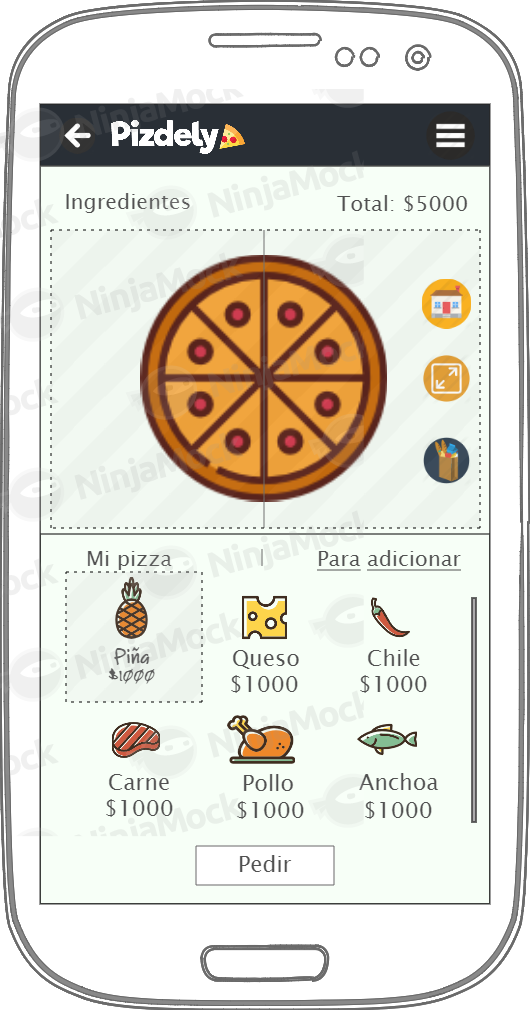 Pizdely
Ingredientes
Total: $5000
Mi pizza | Para adicionar
Piña
$1000
Queso
$1000
Chile
$1000
Carne
$1000
Pollo
$1000
Anchoa
$1000
Pedir
NinjaMock